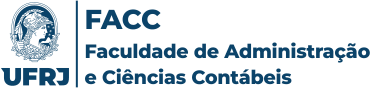 UFRJ
FACC
Faculdade de Administração
e Ciências Contábeis